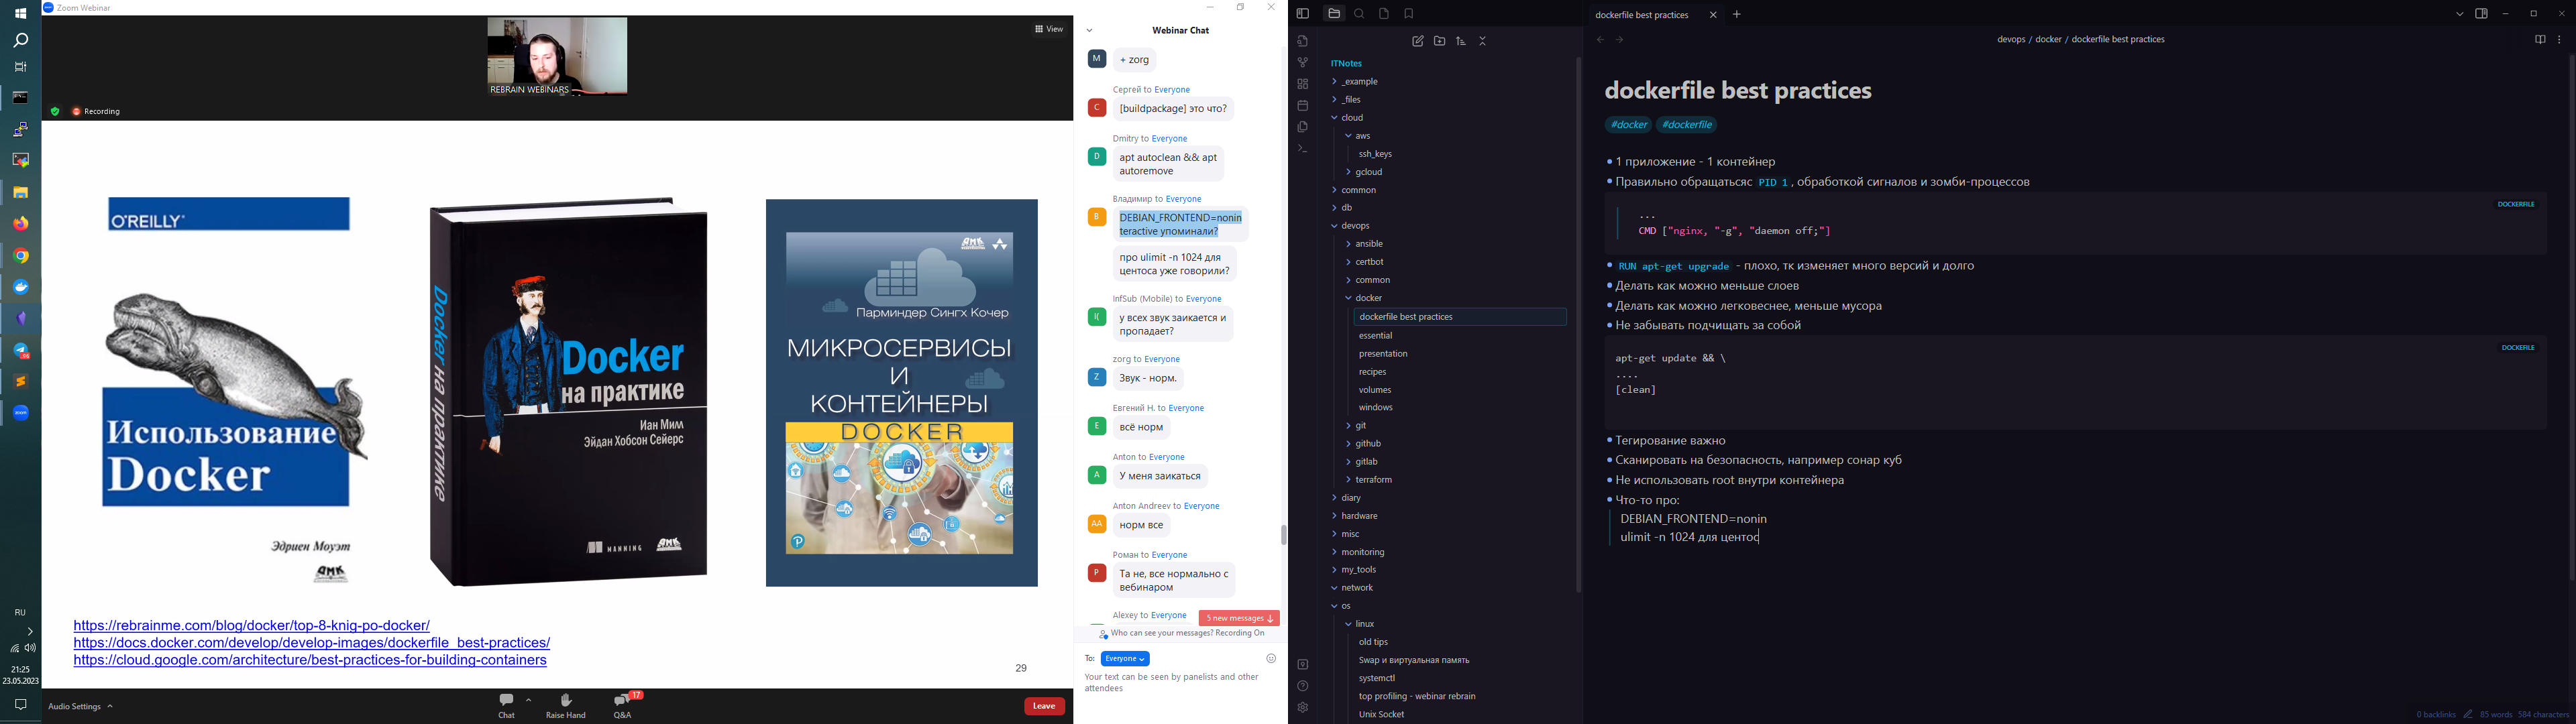 Zoom Webinar
View
REBRAIN WEBINARS
Recording
O'REILLY
Использование
Docker
Эдриен Моуэт
ДМК
Docker на практике
Docker
на практике
Иан Милл
Эйдан Хобсон Сейерс
MANNING
ДМК
ДМК
Парминдер Сингх Кочер
МИКРОСЕРВИСЫ
И
КОНТЕЙНЕРЫ
DOCKER
https://rebrainme.com/blog/docker/top-8-knig-po-docker/
https://docs.docker.com/develop/develop-images/dockerfile_best-practices/
https://cloud.google.com/architecture/best-practices-for-building-containers
29
Audio Settings
Chat
Raise Hand
17
Q&A
Leave
RU
21:25
23.05.2023
Webinar Chat
M
+ zorg
Сергей to Everyone
С
[buildpackage] это что?
Dmitry to Everyone
D
apt autoclean && apt
autoremove
Владимир to Everyone
В
DEBIAN_FRONTEND=nonin
teractive упоминали?
про ulimit -n 1024 для
центоса уже говорили?
InfSub (Mobile) to Everyone
I(
у всех звук заикается и
пропадает?
zorg to Everyone
Z
Звук - норм.
Евгений Н. to Everyone
Е
всё норм
Anton to Everyone
A
У меня заикаться
Anton Andreev to Everyone
AA
норм все
Роман to Everyone
Р
Та не, все нормально с
вебинаром
Alexey to Everyone
5 new messages
Who can see your messages? Recording On
To: Everyone
Your text can be seen by panelists and other
attendees
ITNotes
_example
_files
cloud
aws
ssh_keys
gcloud
common
db
devops
ansible
certbot
common
docker
dockerfile best practices
essential
presentation
recipes
volumes
windows
git
github
gitlab
terraform
diary
hardware
misc
monitoring
my_tools
network
os
linux
old tips
Swap и виртуальная память
systemctl
top profiling - webinar rebrain
Unix Socket
dockerfile best practices
devops / docker / dockerfile best practices
dockerfile best practices
#docker #dockerfile
1 приложение - 1 контейнер
Правильно обращатьсяс PID 1, обработкой сигналов и зомби-процессов
DOCKERFILE
...
CMD ["nginx, "-g", "daemon off;"]
RUN apt-get upgrade - плохо, тк изменяет много версий и долго
Делать как можно меньше слоев
Делать как можно легковеснее, меньше мусора
Не забывать подчищать за собой
DOCKEFILE
apt-get update && \
....
[clean]
Тегирование важно
Сканировать на безопасность, например сонар куб
Не использовать root внутри контейнера
Что-то про:
DEBIAN_FRONTEND=nonin
ulimit -n 1024 для центос
0 backlinks 85 words 584 characters